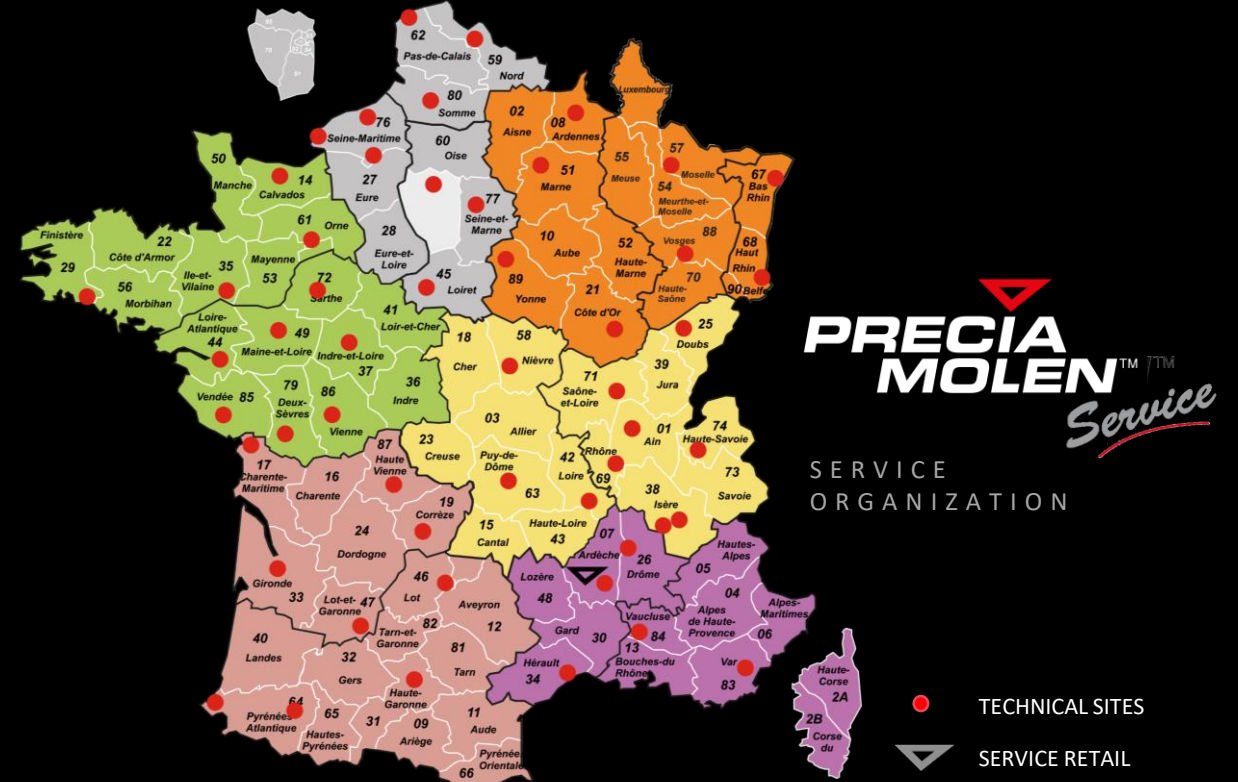 62
Pas-de-Calais
59
Nord
80
Somme
Luxembourg
02
Aisne
08
Ardennes
76
Seine-Maritime
60
Oise
57
Moselle
55
Meuse
51
Marne
67
Bas
Rhin
50
Manche
14
Calvados
27
Eure
77
Seine-et-
Marne
54
Meurthe-et-
Moselle
61
Orne
28
Eure-et-
Loire
10
Aube
52
Haute-
Marne
Vosges
88
68
Haut
Rhin
Finistère
29
22
Côte d'Armor
35
Ile-et-
Vilaine
Mayenne
53
72
Sarthe
45
Loiret
89
Yonne
21
Côte d'Or
70
Haute-
Saône
90
Belfo
56
Morbihan
Loire-
Atlantique
44
49
Maine-et-Loire
41
Loir-et-Cher
Indre-et-Loire
37
18
Cher
58
Nièvre
25
Doubs
39
Jura
71
Saône-
et-Loire
Vendée
85
79
Deux-
Sèvres
86
Vienne
36
Indre
03
Allier
01
Ain
74
Haute-Savoie
87
Haute
Vienne
23
Creuse
Puy-de-
Dôme
63
42
Loire
Rhône
69
73
Savoie
17
Charente-
Maritime
16
Charente
19
Corrèze
38
Isère
24
Dordogne
15
Cantal
Haute-Loire
43
07
Ardèche
26
Drôme
Hautes-
Alpes
05
Gironde
33
Lot-et-
Garonne
47
46
Lot
Aveyron
12
Lozère
48
04
Alpes
de Haute-
Provence
Alpes-
Maritimes
06
40
Landes
82
Tarn-et-
Garonne
81
Tarn
Gard
30
Vaucluse
84
13
Bouches-du
Rhône
32
Gers
Haute-
Garonne
Hérault
34
Var
83
64
Pyrénées
Atlantique
65
Hautes-
Pyrénées
31
09
Ariège
11
Aude
Pyrénée
Orientale
66
Haute-
Corse
2A
2B
Corse
du
PRECIA
MOLEN™ ™
Service
SERVICE
ORGANIZATION
TECHNICAL SITES
SERVICE RETAIL